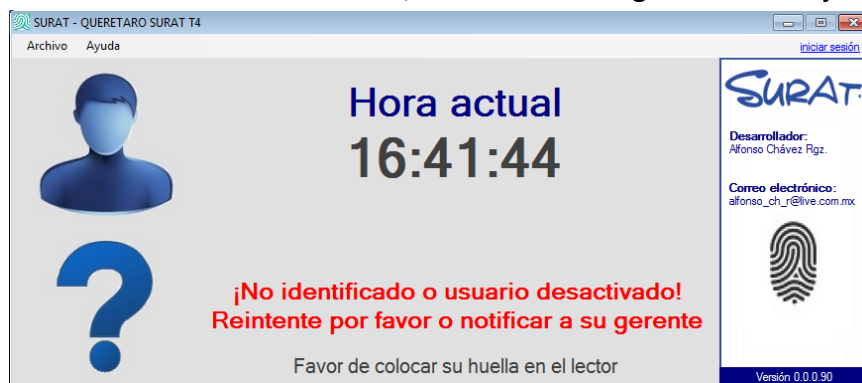 SURAT - QUERETARO SURAT T4
Archivo Ayuda
iniciar sesión
Hora actual
16:41:44
¡No identificado o usuario desactivado!
Reintente por favor o notificar a su gerente
Favor de colocar su huella en el lector
SURAT
Desarrollador:
Alfonso Chávez Rgz.
Correo electrónico:
alfonso_ch_r@live.com.mx
Versión 0.0.0.90